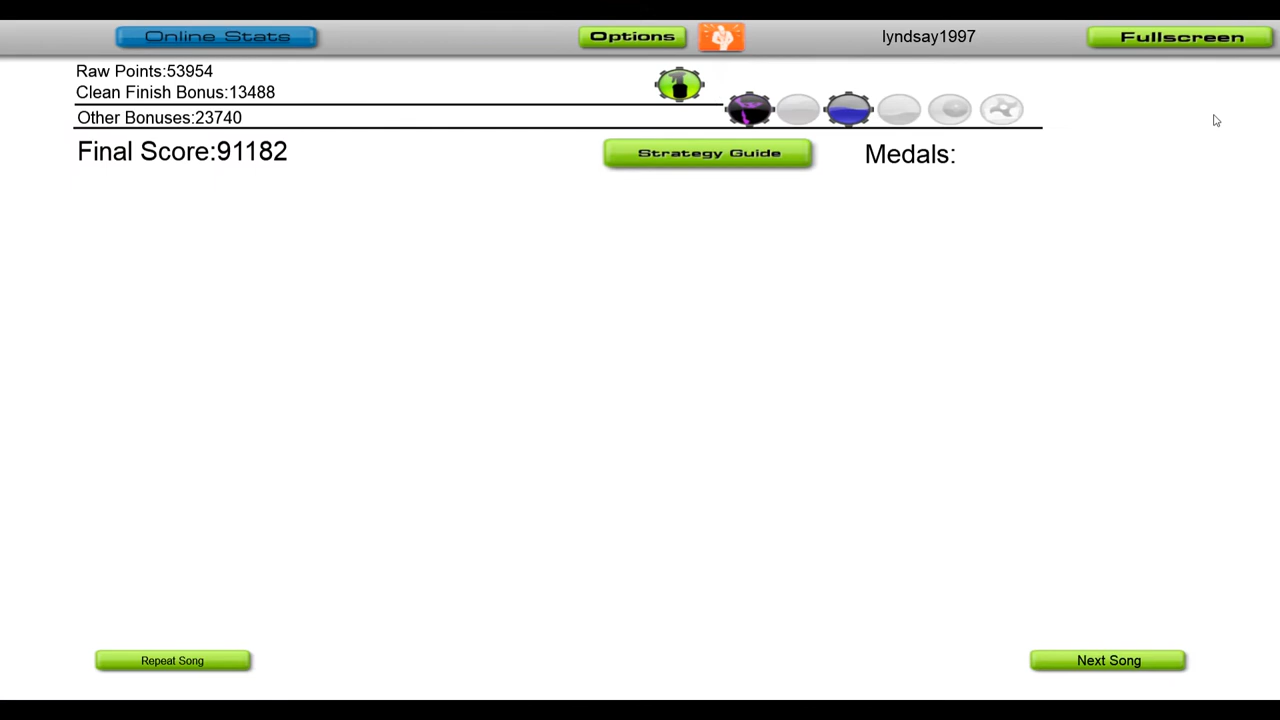 Online Stats
Options
lyndsay1997
Fullscreen
Raw Points:53954
Clean Finish Bonus:13488
Other Bonuses:23740
Final Score:91182
Strategy Guide
Medals:
Repeat Song
Next Song